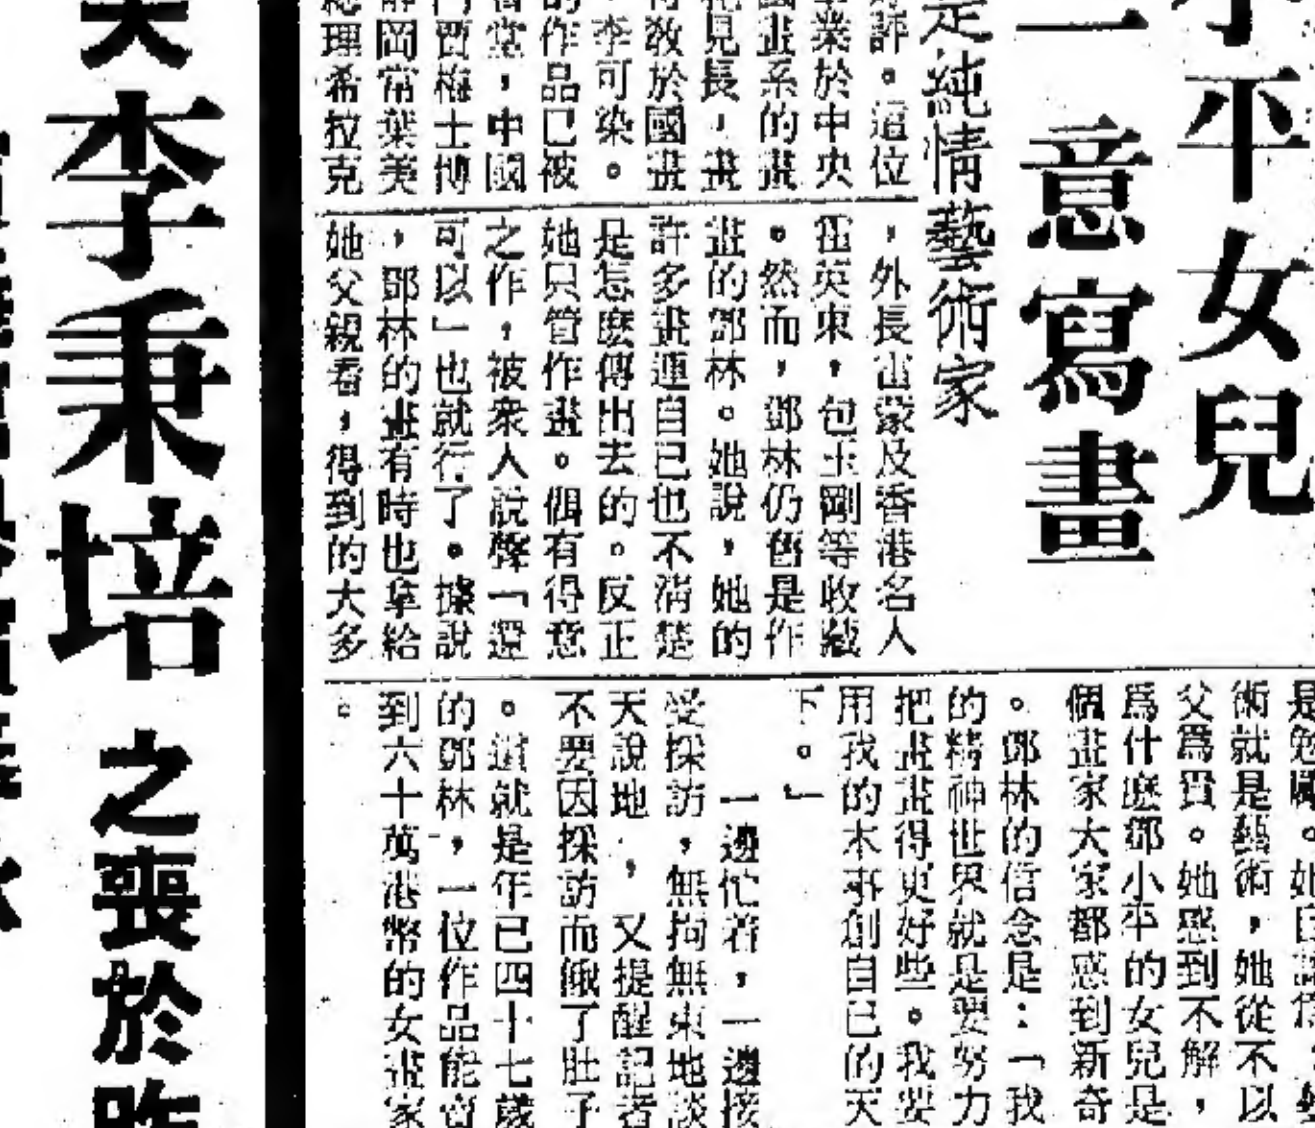 小平女兒
一意寫畫
是純情藝術家
評。這位
業於中央
國畫系的畫
花見長，畫
得教於國畫
、李可染。
的作品已被
堂，中國
門賈梅士博
靜岡常葉美
總理希拉克
，外長雷蒙及香港名人
霍英東，包玉剛等收藏
。然而，鄧林仍舊是作
畫的鄧林。她說，她的
許多畫連自己也不清楚
是怎麼傳出去的。反正
她只管作畫。偶有得意
之作，被衆人說聲「還
可以」也就行了。據說
，鄧林的畫有時也拿給
她父親看，得到的大多
術就是藝術，她從不以
父爲貴。她感到不解，
爲什麽鄧小平的女兒是
個畫家大家都感到新奇
。鄧林的信念是：「我
的精神世界就是要努力
把畫畫得更好些。我要
用我的本事創自己的天
下。」
一邊忙着，一邊接
受採訪，無拘無束地談
天說地，又提醒記者
不要因採訪而餓了肚子
。這就是年已四十七歲
的鄧林，一位作品能賣
到六十萬港幣的女畫家
。
李秉培之喪於昨